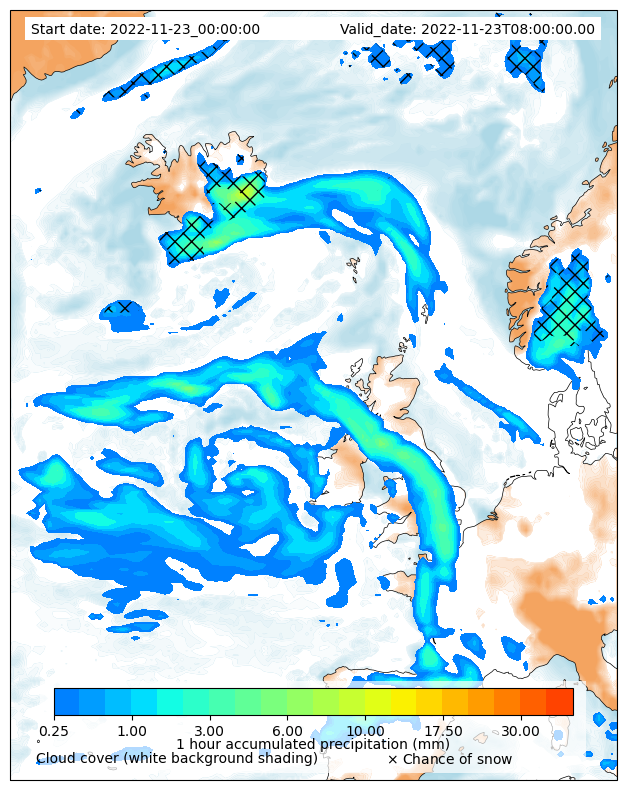 Start date: 2022-11-23_00:00:00 Valid_date: 2022-11-23T08:00:00.00
0.25 1.00 3.00 6.00 10.00 17.50 30.00
1 hour accumulated precipitation (mm)
Cloud cover (white background shading) × Chance of snow